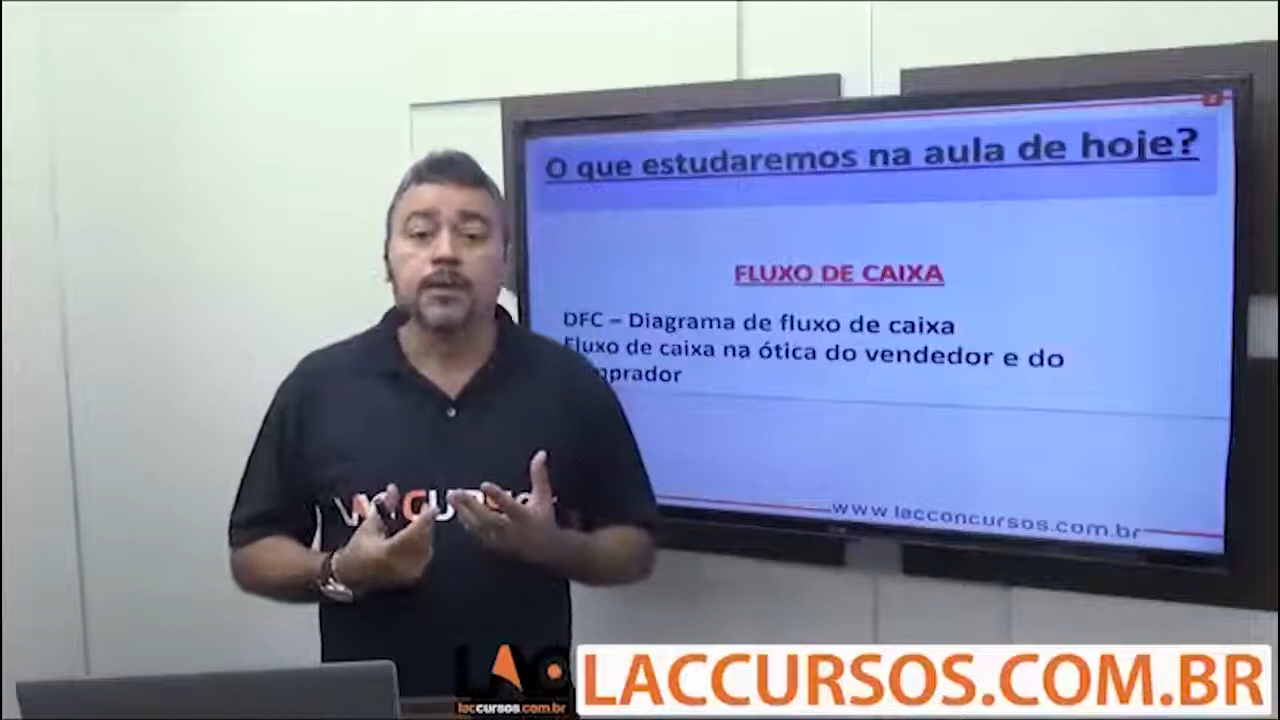 O que estudaremos na aula de hoje?
FLUXO DE CAIXA
DFC – Diagrama de fluxo de caixa
Fluxo de caixa na ótica do vendedor e do
www.lacconcursos.com.br
LAC
laccursos.com.br
LACCURSOS.COM.BR